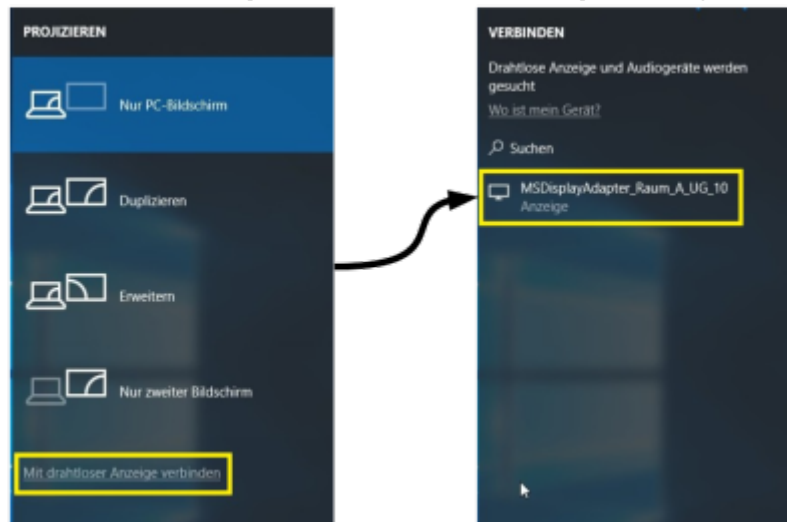 PROJIZIEREN
Nur PC-Bildschirm
Duplizieren
Erweitern
Nur zweiter Bildschirm
Mit drahtloser Anzeige verbinden
VERBINDEN
Drahtlose Anzeige und Audiogeräte werden
gesucht
Wo ist mein Gerät?
Suchen
MSDisplayAdapter_Raum_A_UG_10
Anzeige